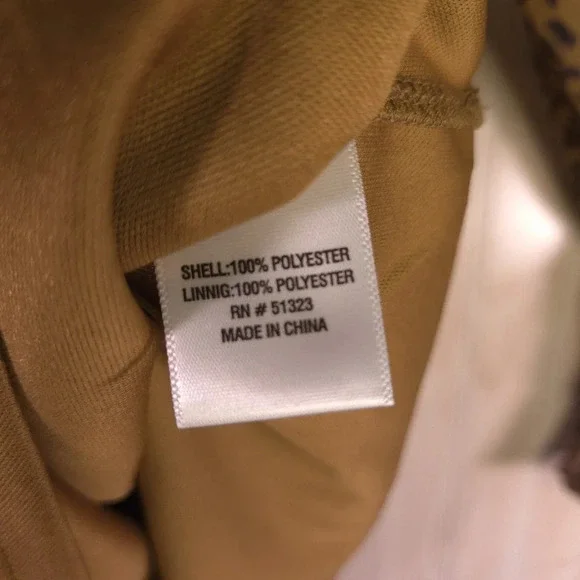 SHELL:100% POLYESTER
LINNIG:100% POLYESTER
RN # 51323
MADE IN CHINA